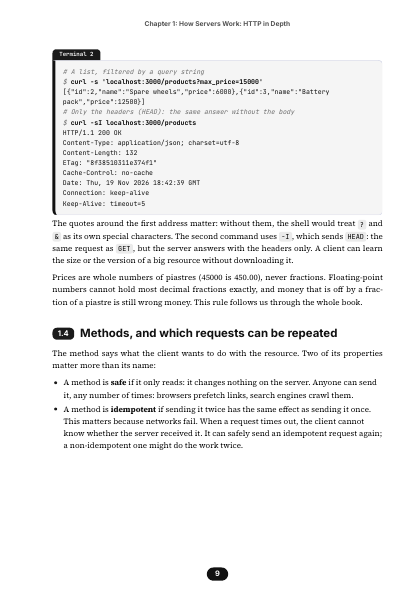 Chapter 1: How Servers Work: HTTP in Depth
Terminal 2
# A list, filtered by a query string
$ curl -s 'localhost:3000/products?max_price=15000'
[{"id":2,"name":"Spare wheels","price":6000},{"id":3,"name":"Battery
pack","price":12500}]
# Only the headers (HEAD): the same answer without the body
$ curl -sI localhost:3000/products
HTTP/1.1 200 OK
Content-Type: application/json; charset=utf-8
Content-Length: 132
ETag: "8f38510311e374f1"
Cache-Control: no-cache
Date: Thu, 19 Nov 2026 18:42:39 GMT
Connection: keep-alive
Keep-Alive: timeout=5
The quotes around the first address matter: without them, the shell would treat ? and
& as its own special characters. The second command uses -I, which sends HEAD: the
same request as GET, but the server answers with the headers only. A client can learn
the size or the version of a big resource without downloading it.
Prices are whole numbers of piastres (45000 is 450.00), never fractions. Floating-point
numbers cannot hold most decimal fractions exactly, and money that is off by a frac-
tion of a piastre is still wrong money. This rule follows us through the whole book.
1.4 Methods, and which requests can be repeated
The method says what the client wants to do with the resource. Two of its properties
matter more than its name:
• A method is safe if it only reads: it changes nothing on the server. Anyone can send
it, any number of times: browsers prefetch links, search engines crawl them.
• A method is idempotent if sending it twice has the same effect as sending it once.
This matters because networks fail. When a request times out, the client cannot
know whether the server received it. It can safely send an idempotent request again;
a non-idempotent one might do the work twice.
9